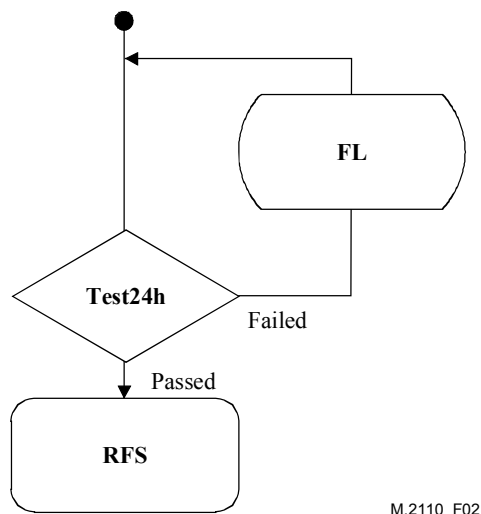 FL
Test24h
Failed
Passed
RFS
M.2110_F02